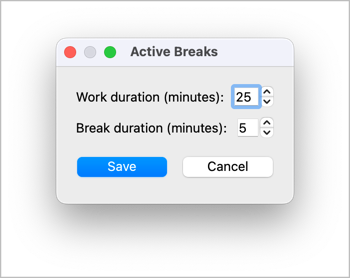 Active Breaks
Work duration (minutes): 25
Break duration (minutes): 5
Save Cancel